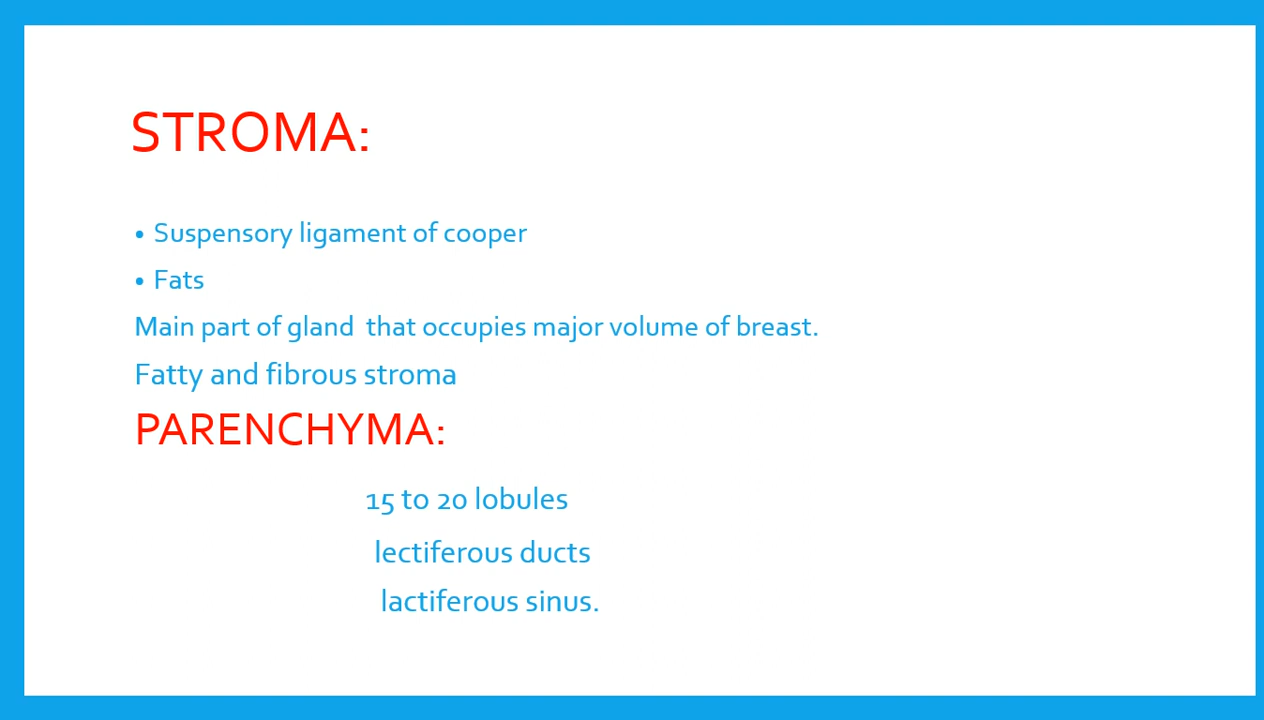 STROMA:
• Suspensory ligament of cooper
• Fats
Main part of gland  that occupies major volume of breast.
Fatty and fibrous stroma
PARENCHYMA:
15 to 20 lobules
lectiferous ducts
lactiferous sinus.